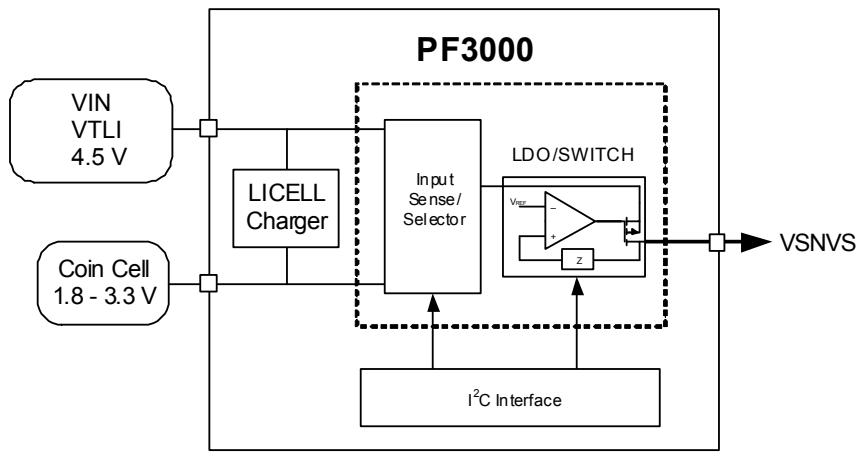 PF3000
VIN
VTLI
4.5 V
LICELL
Charger
Coin Cell
1.8 - 3.3 V
Input
Sense/
Selector
LDO/SWITCH
VREF
–
+
Z
VSNVS
I²C Interface